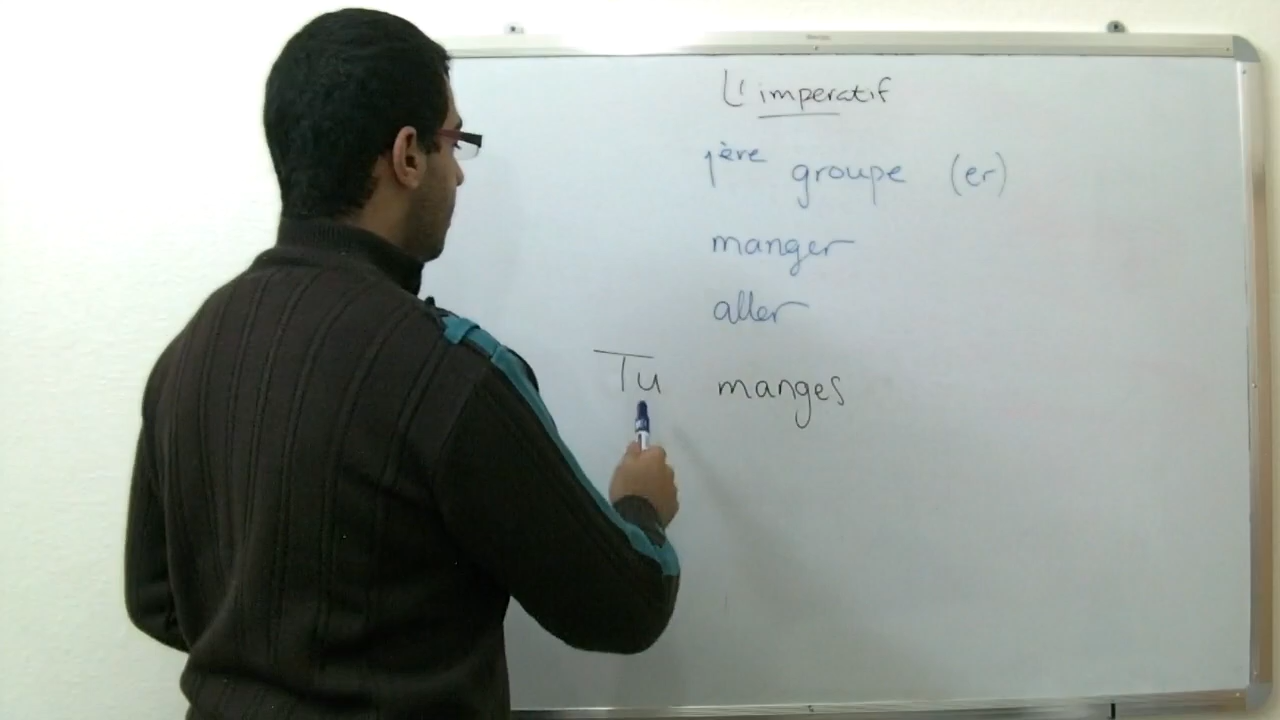 L'imperatif
1ère groupe (er)
manger
aller
Tu manges